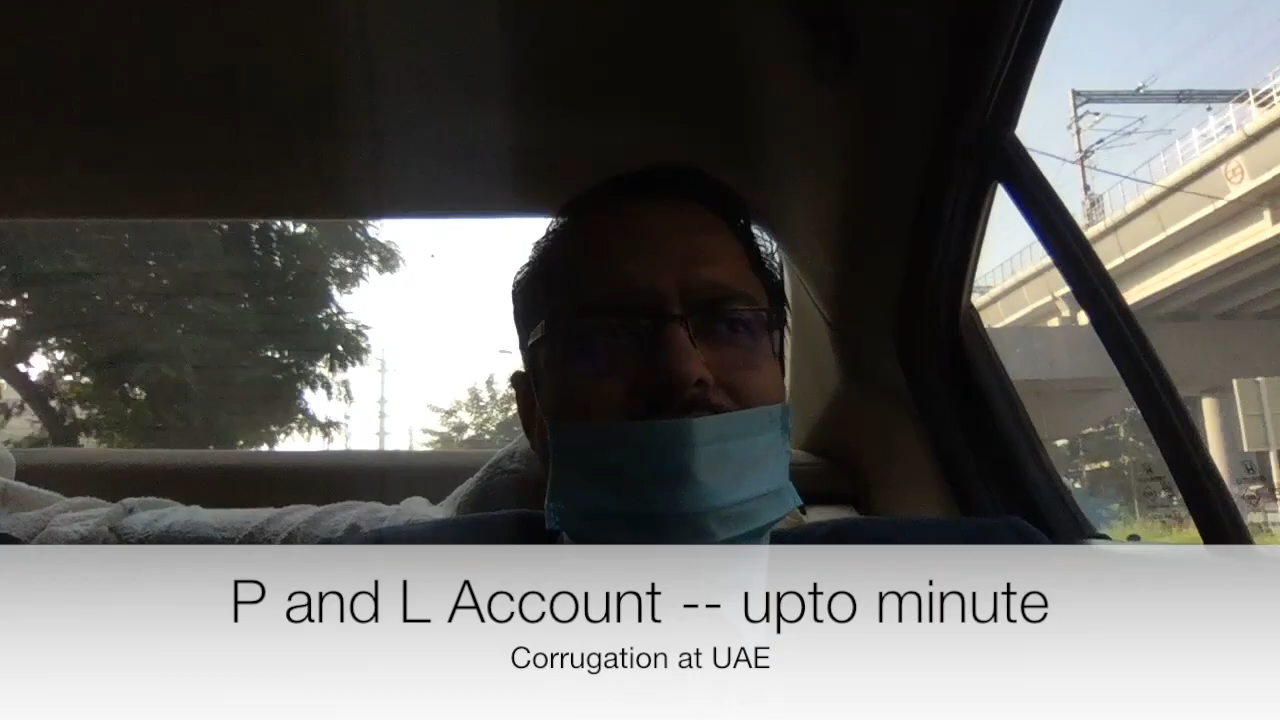 P and L Account -- upto minute
Corrugation at UAE